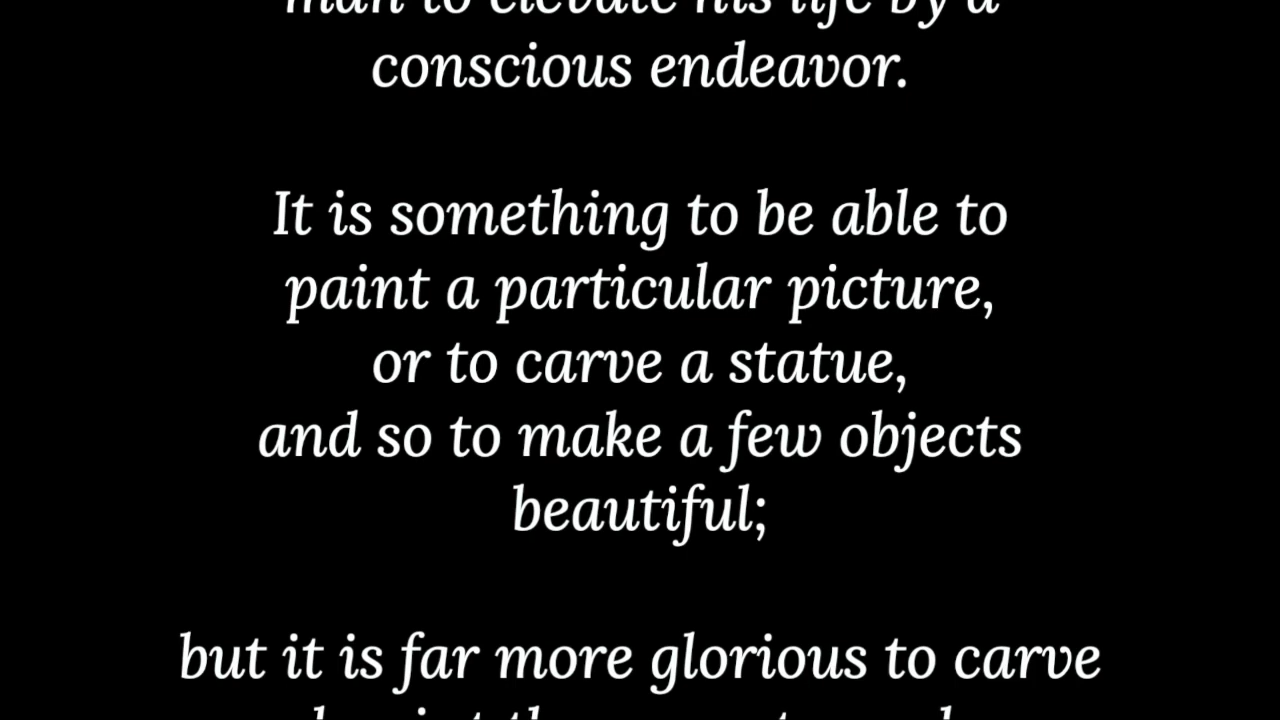 man to elevate his life by a
conscious endeavor.
It is something to be able to
paint a particular picture,
or to carve a statue,
and so to make a few objects
beautiful;
but it is far more glorious to carve